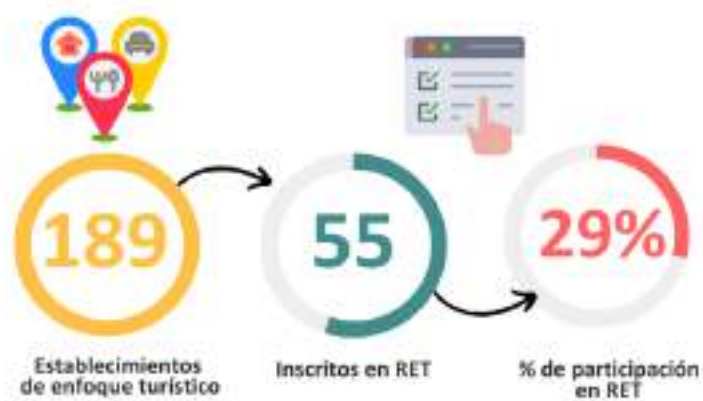 189
55
29%
Establecimientos
de enfoque turístico
Inscritos en RET
% de participación
en RET